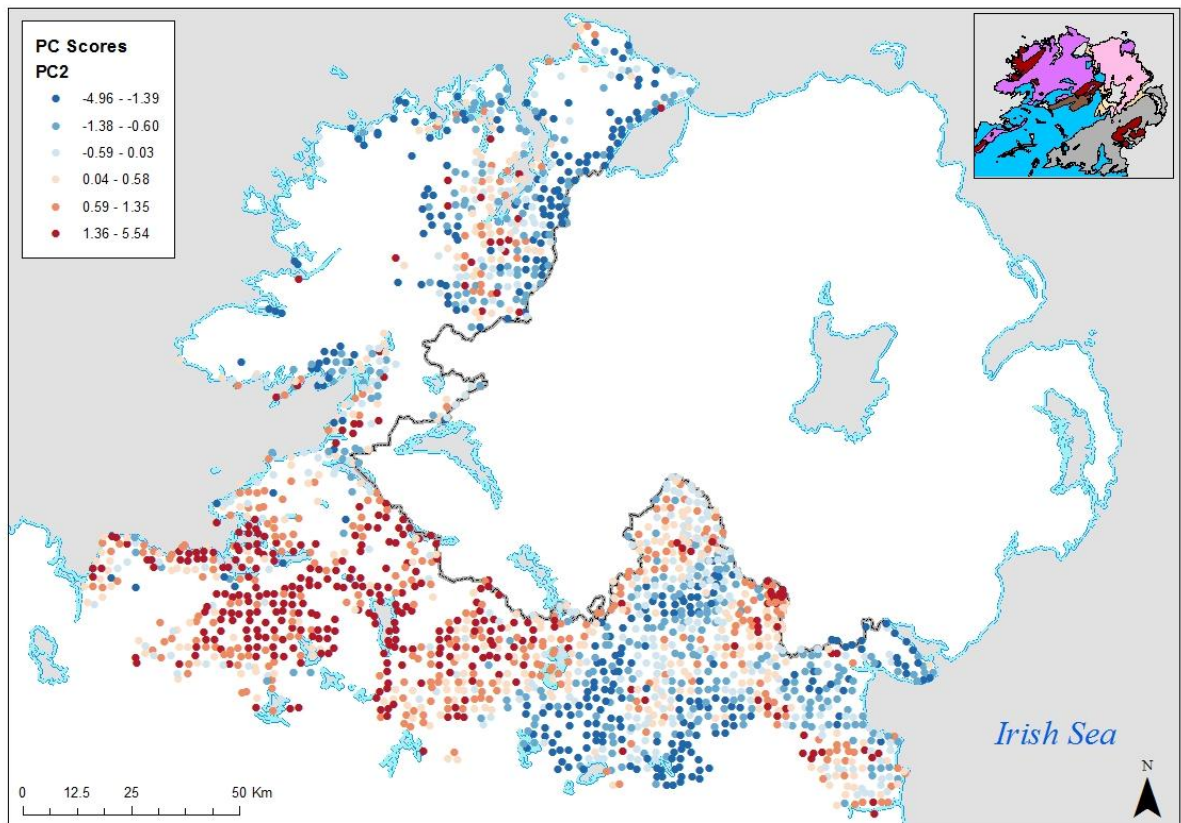 PC Scores
PC2
-4.96 - -1.39
-1.38 - -0.60
-0.59 - 0.03
0.04 - 0.58
0.59 - 1.35
1.36 - 5.54
Irish Sea
N
0 12.5 25 50 Km